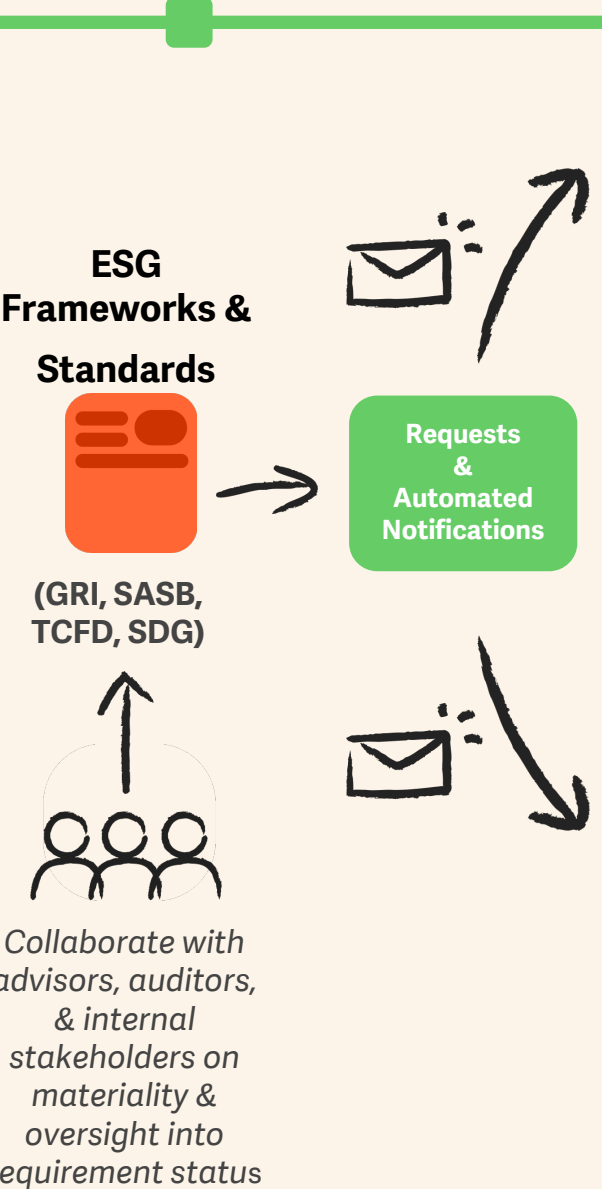 ESG
Frameworks &
Standards
(GRI, SASB,
TCFD, SDG)
Collaborate with
advisors, auditors,
& internal
stakeholders on
materiality &
oversight into
equirement status
Requests
&
Automated
Notifications